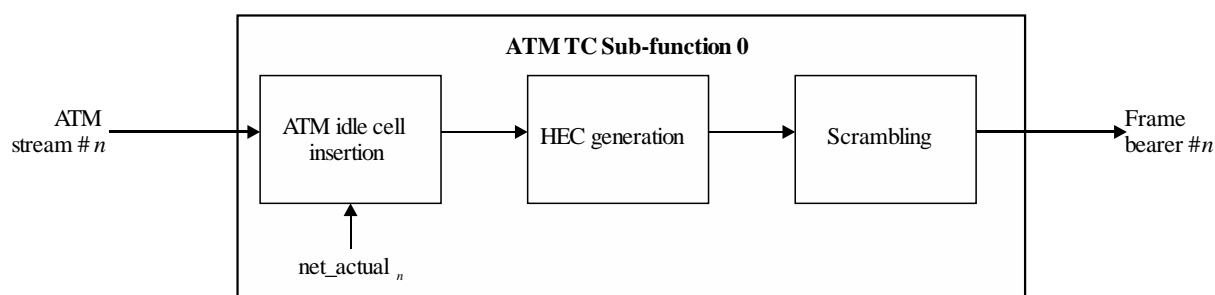 ATM TC Sub-function 0
ATM
stream # n
ATM idle cell
insertion
HEC generation
Scrambling
Frame
bearer #n
net_actual n